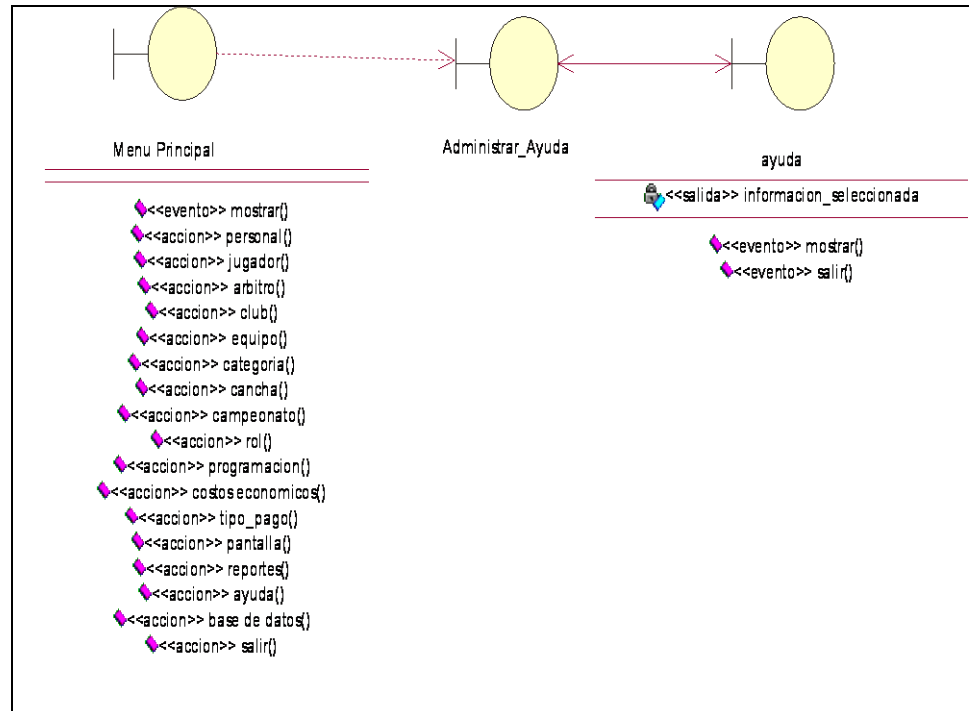 Menu Principal
<<evento>> mostrar()
<<accion>> personal()
<<accion>> jugador()
<<accion>> arbitro()
<<accion>> club()
<<accion>> equipo()
<<accion>> categoria()
<<accion>> cancha()
<<accion>> campeonato()
<<accion>> rol()
<<accion>> programacion()
<<accion>> costos economicos()
<<accion>> tipo_pago()
<<accion>> pantalla()
<<accion>> reportes()
<<accion>> ayuda()
<<accion>> base de datos()
<<accion>> salir()
Administrar_Ayuda
ayuda
<<salida>> informacion_seleccionada
<<evento>> mostrar()
<<evento>> salir()